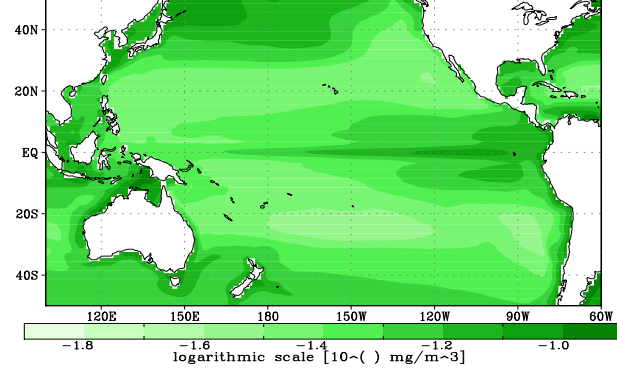 40N
20N
EQ
20S
40S
120E 150E 180 150W 120W 90W 60W
−1.8 −1.6 −1.4 −1.2 −1.0
logarithmic scale [10^( ) mg/m^3]